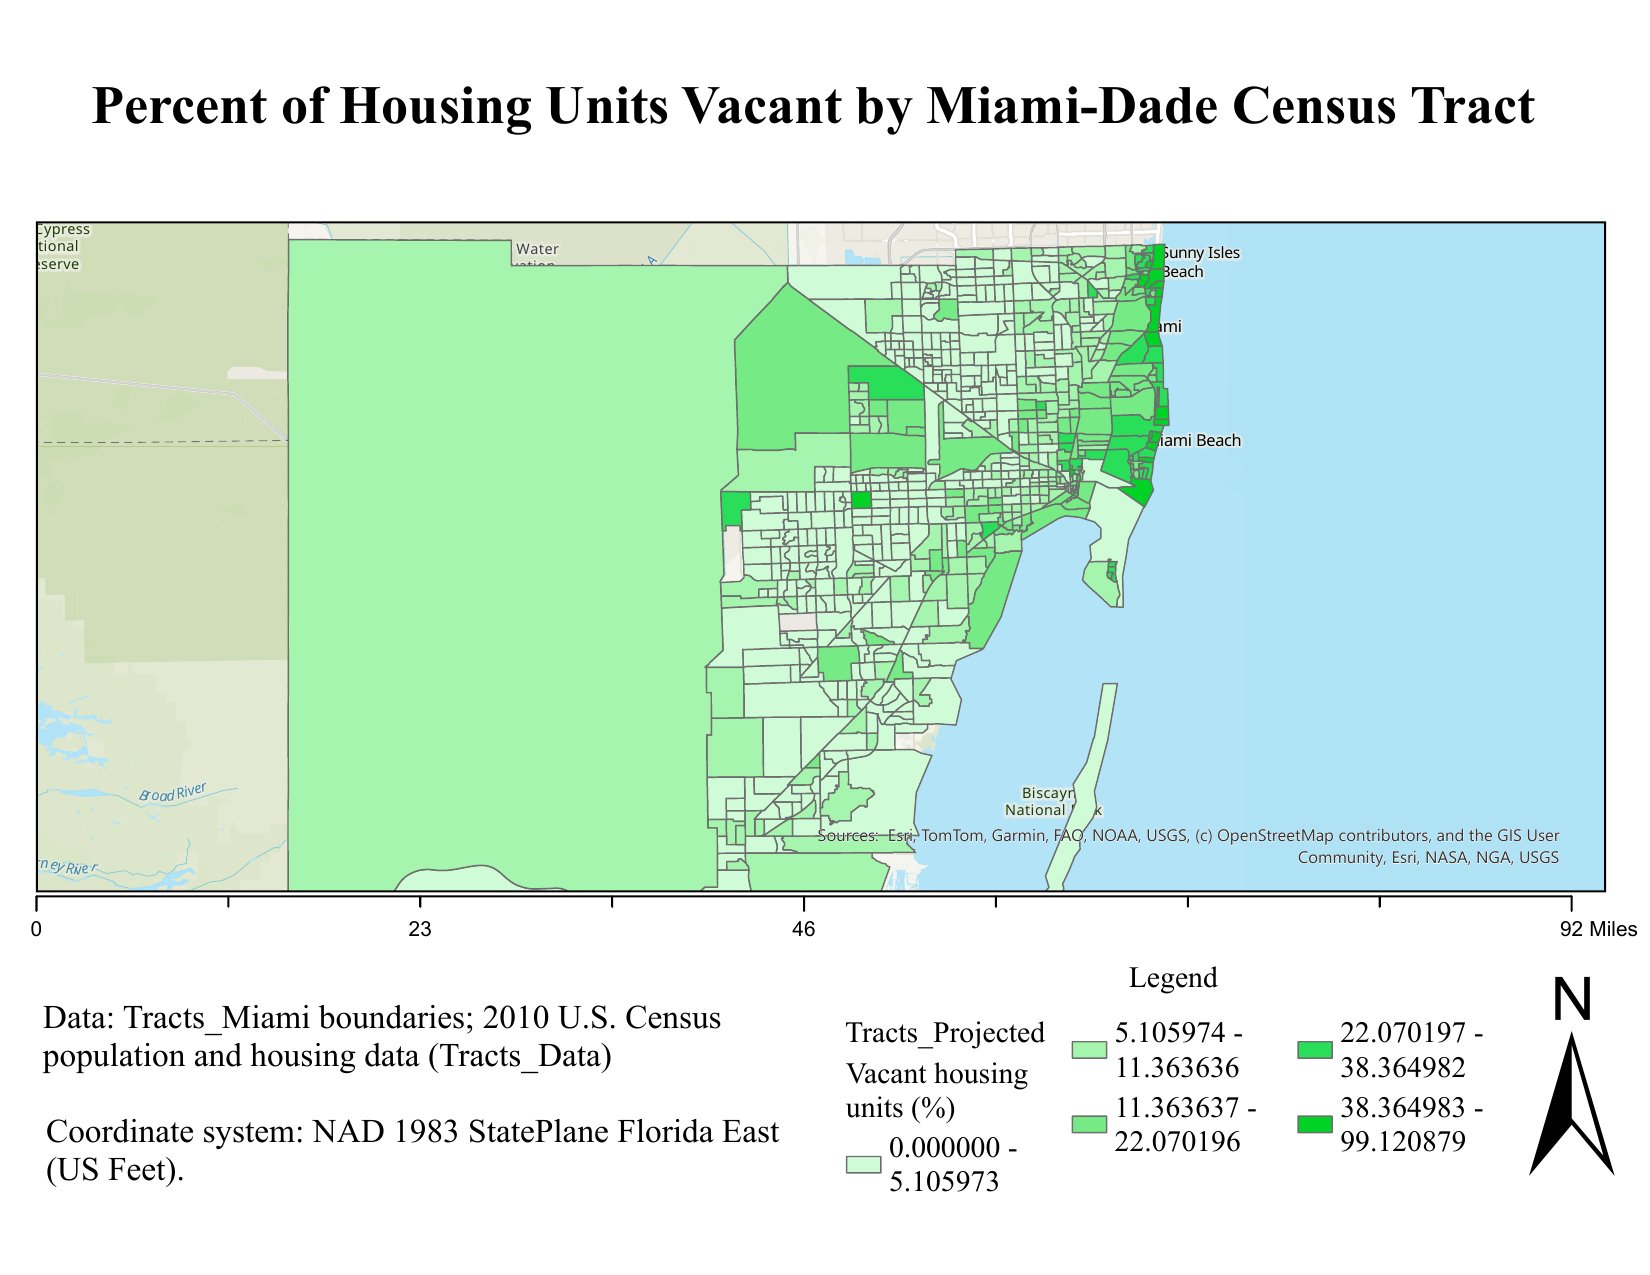 Percent of Housing Units Vacant by Miami-Dade Census Tract
Cypress
tional
eserve
Water
Sunny Isles
Beach
ami
iami Beach
Broad River
rney River
Biscayn
National
k
Sources: Esri, TomTom, Garmin, FAO, NOAA, USGS, (c) OpenStreetMap contributors, and the GIS User
Community, Esri, NASA, NGA, USGS
0
23
46
92 Miles
Legend
Data: Tracts_Miami boundaries; 2010 U.S. Census
population and housing data (Tracts_Data)
Coordinate system: NAD 1983 StatePlane Florida East
(US Feet).
Tracts_Projected
Vacant housing
units (%)
0.000000 -
5.105973
5.105974 -
11.363636
11.363637 -
22.070196
22.070197 -
38.364982
38.364983 -
99.120879
N